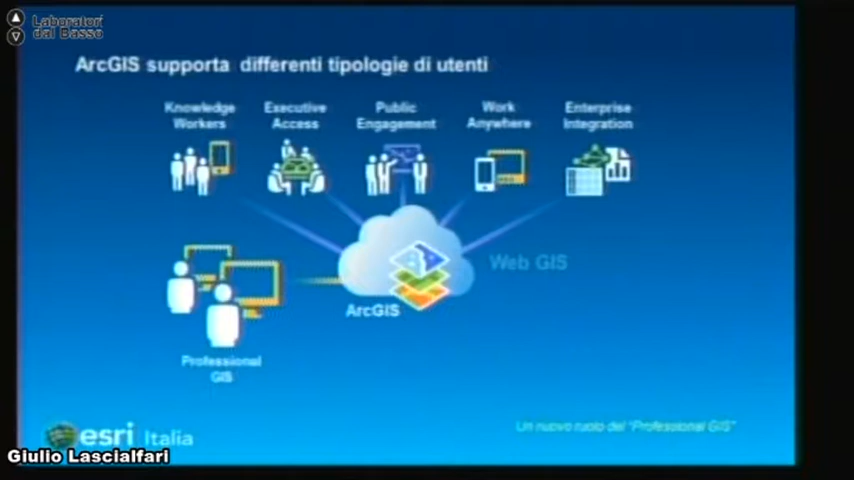 Laboratori
dal Basso
ArcGIS supporta differenti tipologie di utenti
Knowledge
Workers
Executive
Access
Public
Engagement
Work
Anywhere
Enterprise
Integration
Web GIS
ArcGIS
Professional
GIS
esri Italia
Un nuovo ruolo del "Professional GIS"
Giulio Lascialfari